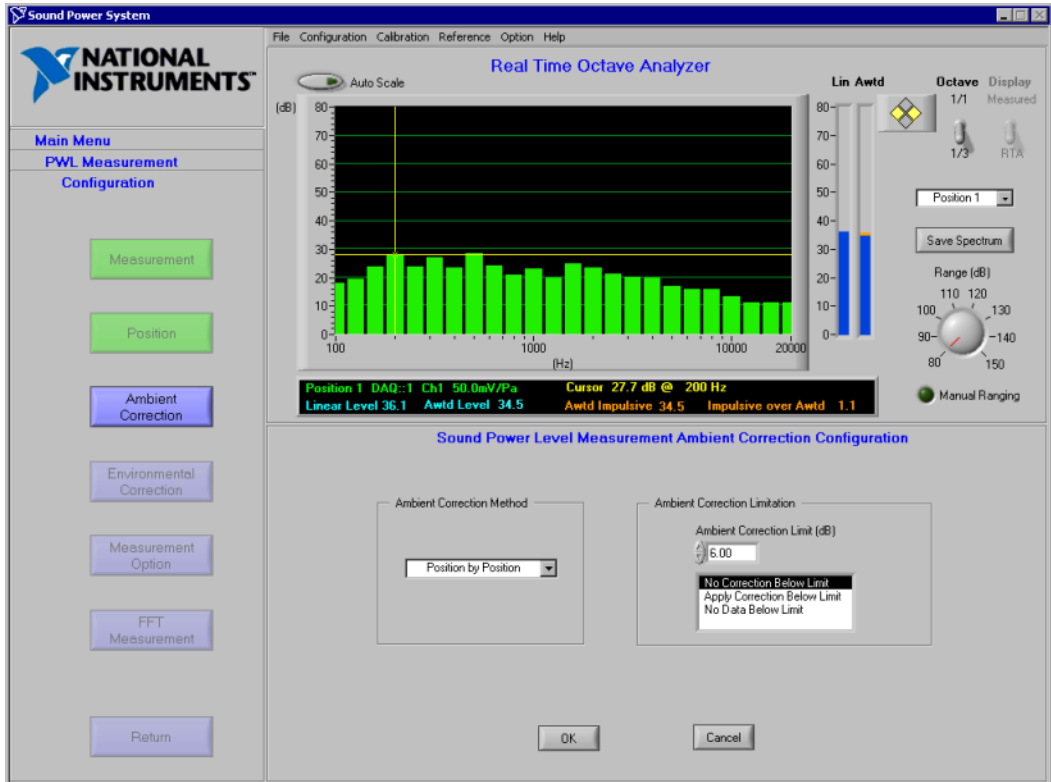 Sound Power System
NATIONAL
INSTRUMENTS™
Main Menu
PWL Measurement
Configuration
Measurement
Position
Ambient
Correction
Environmental
Correction
Measurement
Option
FFT
Measurement
Return
File Configuration Calibration Reference Option Help
Real Time Octave Analyzer
Auto Scale
(dB)
80
70
60
50
40
30
20
10
0
100 1000 10000 20000
(Hz)
Lin Awtd
80
70
60
50
40
30
20
10
0
Octave Display
1/1 Measured
1/3 RTA
Position 1
Save Spectrum
Range (dB)
110 120
100 130
90 140
80 150
Manual Ranging
Position 1 DAQ::1 Ch1 50.0mV/Pa Cursor 27.7 dB @ 200 Hz
Linear Level 36.1 Awtd Level 34.5 Awtd Impulsive 34.5 Impulsive over Awtd 1.1
Sound Power Level Measurement Ambient Correction Configuration
Ambient Correction Method
Position by Position
Ambient Correction Limitation
Ambient Correction Limit (dB)
6.00
No Correction Below Limit
Apply Correction Below Limit
No Data Below Limit
OK
Cancel